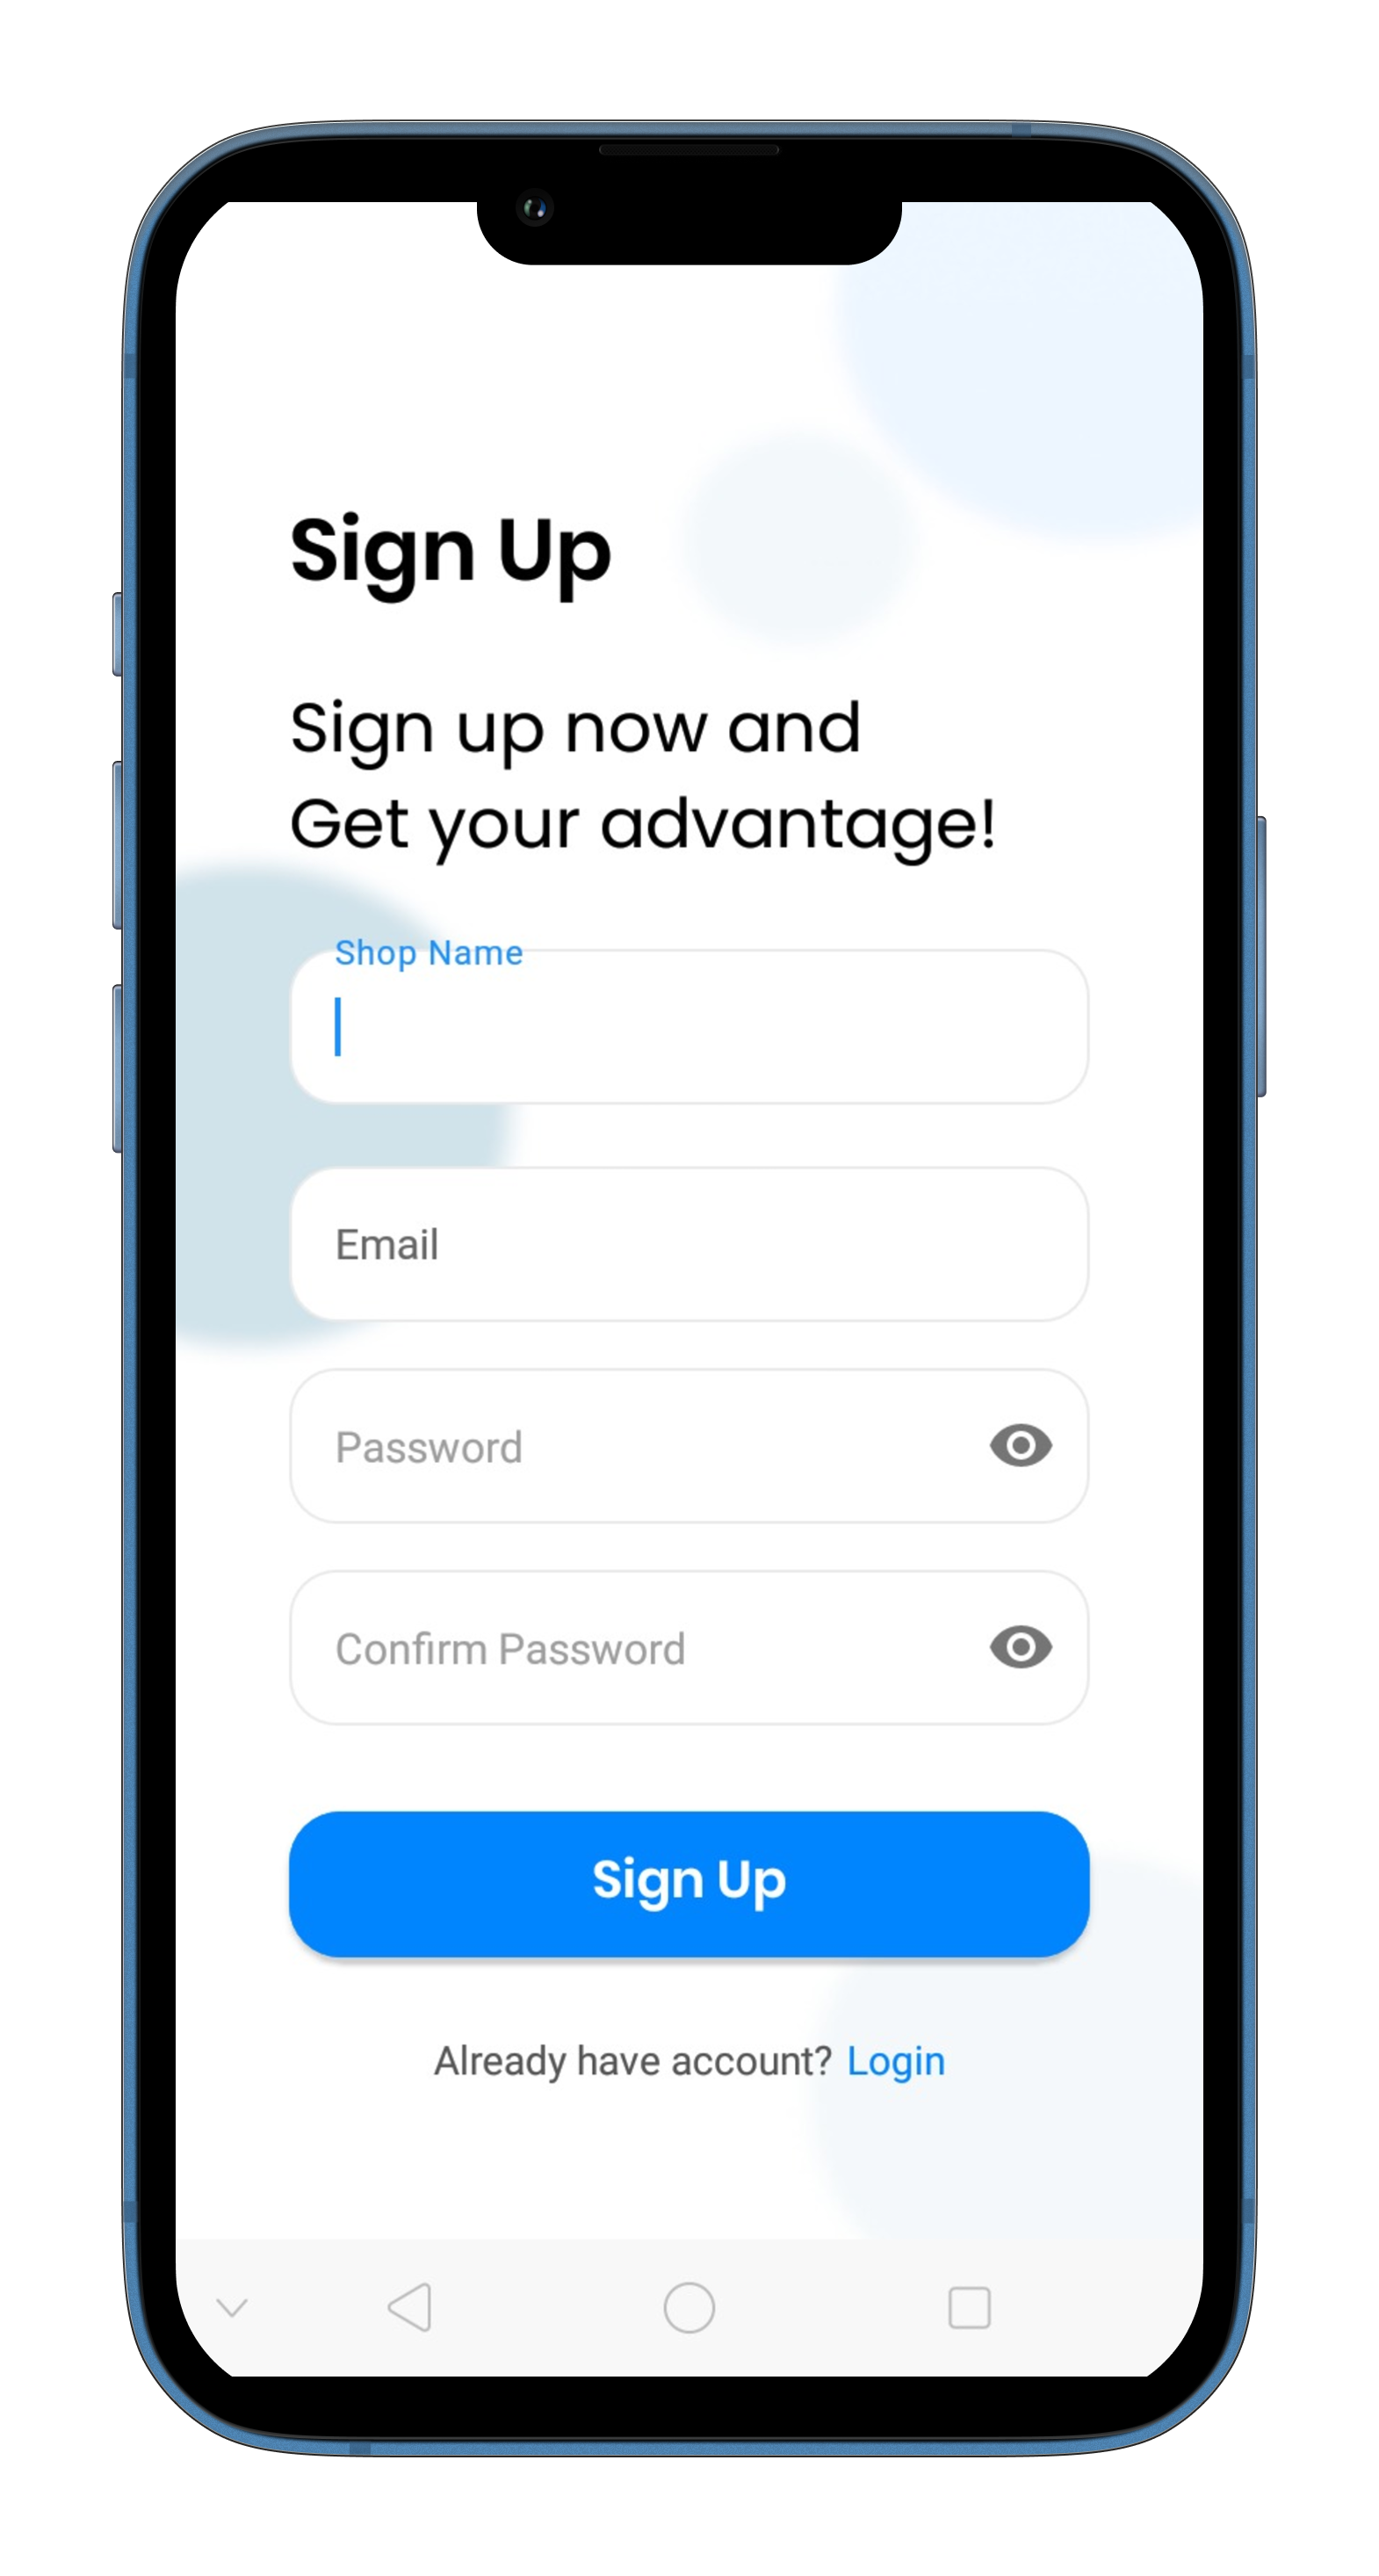 Sign Up
Sign up now and
Get your advantage!
Shop Name
Email
Password
Confirm Password
Sign Up
Already have account? Login